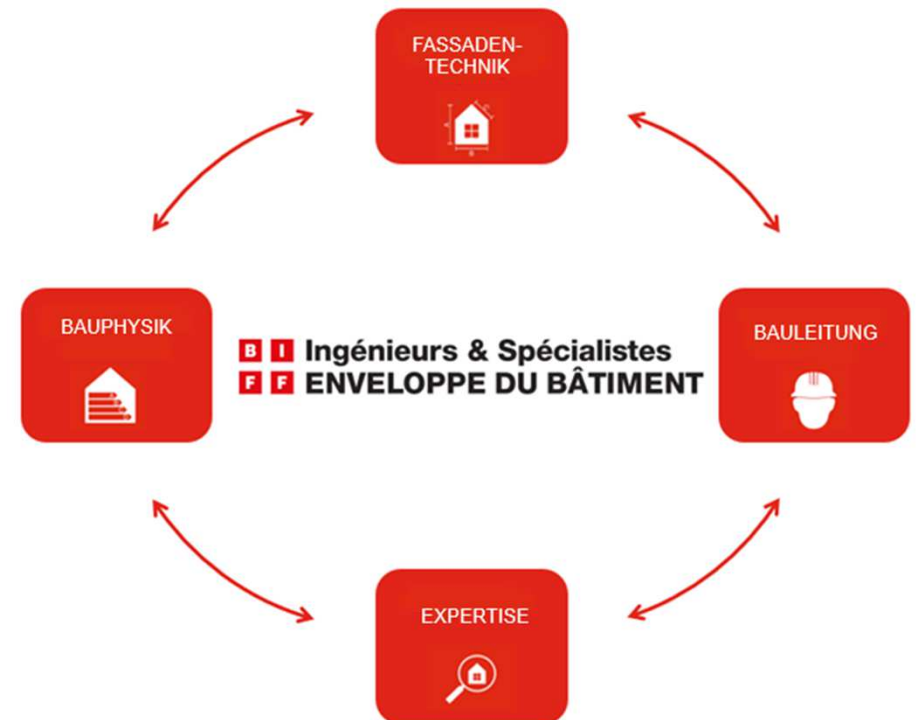 FASSADEN-
TECHNIK
BAUPHYSIK
BAULEITUNG
B I Ingénieurs & Spécialistes
F F ENVELOPPE DU BÂTIMENT
EXPERTISE